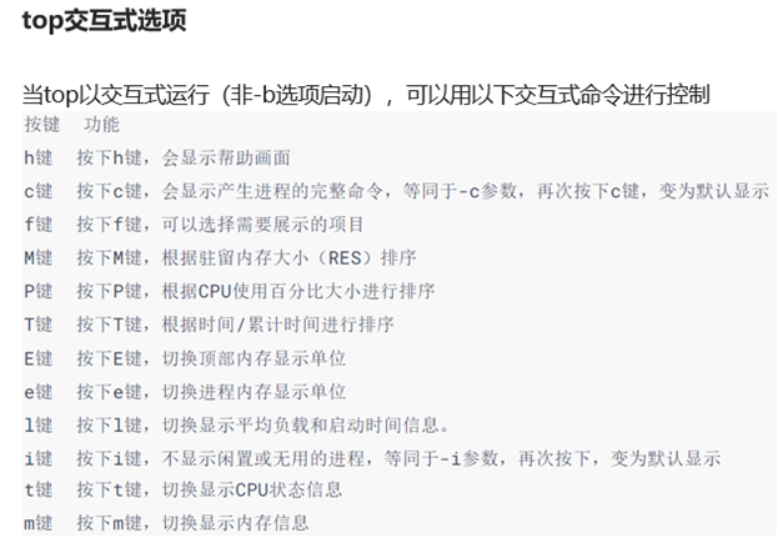 top交互式选项
当top以交互式运行（非-b选项启动），可以用以下交互式命令进行控制
按键 功能
h键 按下h键，会显示帮助画面
c键 按下c键，会显示产生进程的完整命令，等同于-c参数，再次按下c键，变为默认显示
f键 按下f键，可以选择需要展示的项目
M键 按下M键，根据驻留内存大小（RES）排序
P键 按下P键，根据CPU使用百分比大小进行排序
T键 按下T键，根据时间/累计时间进行排序
E键 按下E键，切换顶部内存显示单位
e键 按下e键，切换进程内存显示单位
l键 按下l键，切换显示平均负载和启动时间信息。
i键 按下i键，不显示闲置或无用的进程，等同于-i参数，再次按下，变为默认显示
t键 按下t键，切换显示CPU状态信息
m键 按下m键，切换显示内存信息